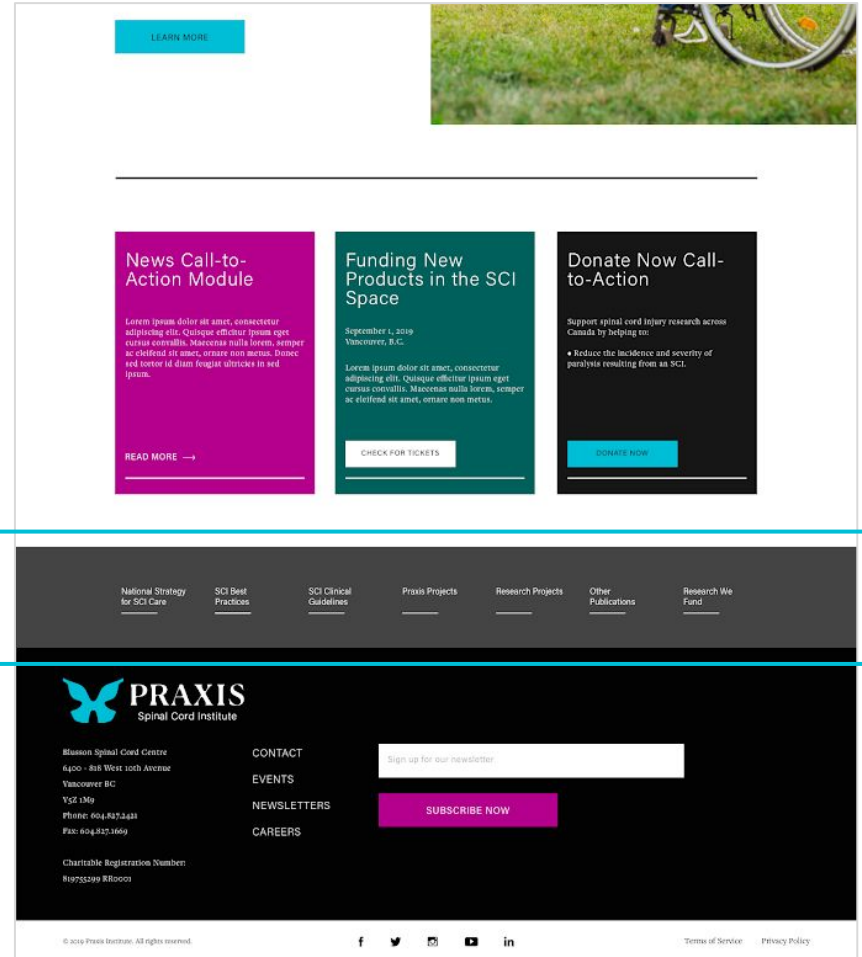 LEARN MORE
News Call-to-
Action Module
Lorem ipsum dolor sit amet, consectetur
adipiscing elit. Quisque efficitur ipsum eget
cursus convallis. Maecenas nulla lorem, semper
ac eleifend sit amet, ornare non metus. Donec
sed tortor id diam feugiat ultricies in sed
ipsum.
READ MORE →
Funding New
Products in the SCI
Space
September 1, 2019
Vancouver, B.C.
Lorem ipsum dolor sit amet, consectetur
adipiscing elit. Quisque efficitur ipsum eget
cursus convallis. Maecenas nulla lorem, semper
ac eleifend sit amet, ornare non metus.
CHECK FOR TICKETS
Donate Now Call-
to-Action
Support spinal cord injury research across
Canada by helping to:
• Reduce the incidence and severity of
paralysis resulting from an SCI.
DONATE NOW
National Strategy
for SCI Care
SCI Best
Practices
SCI Clinical
Guidelines
Praxis Projects
Research Projects
Other
Publications
Research We
Fund
PRAXIS
Spinal Cord Institute
Blusson Spinal Cord Centre
6400 - 818 West 10th Avenue
Vancouver BC
V5Z 1M9
Phone: 604.827.2421
Fax: 604.827.1669
Charitable Registration Number:
819755299 RR0001
CONTACT
EVENTS
NEWSLETTERS
CAREERS
Sign up for our newsletter
SUBSCRIBE NOW
© 2019 Praxis Institute. All rights reserved.
f
in
Terms of Service
Privacy Policy